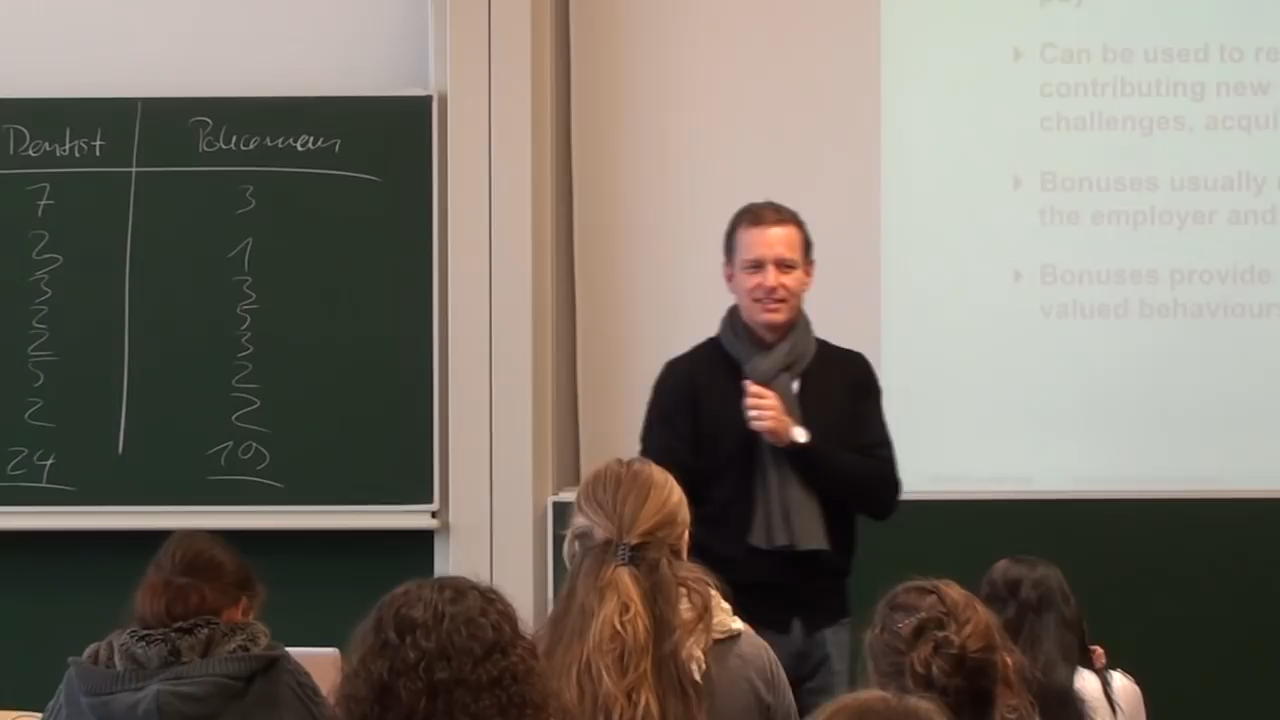 Dentist Policeman
7 3
3 1
3 3
2 5
2 3
5 2
2 2
24 19
Can be used to re
contributing new
challenges, acqui
Bonuses usually
the employer and
Bonuses provide
valued behaviour